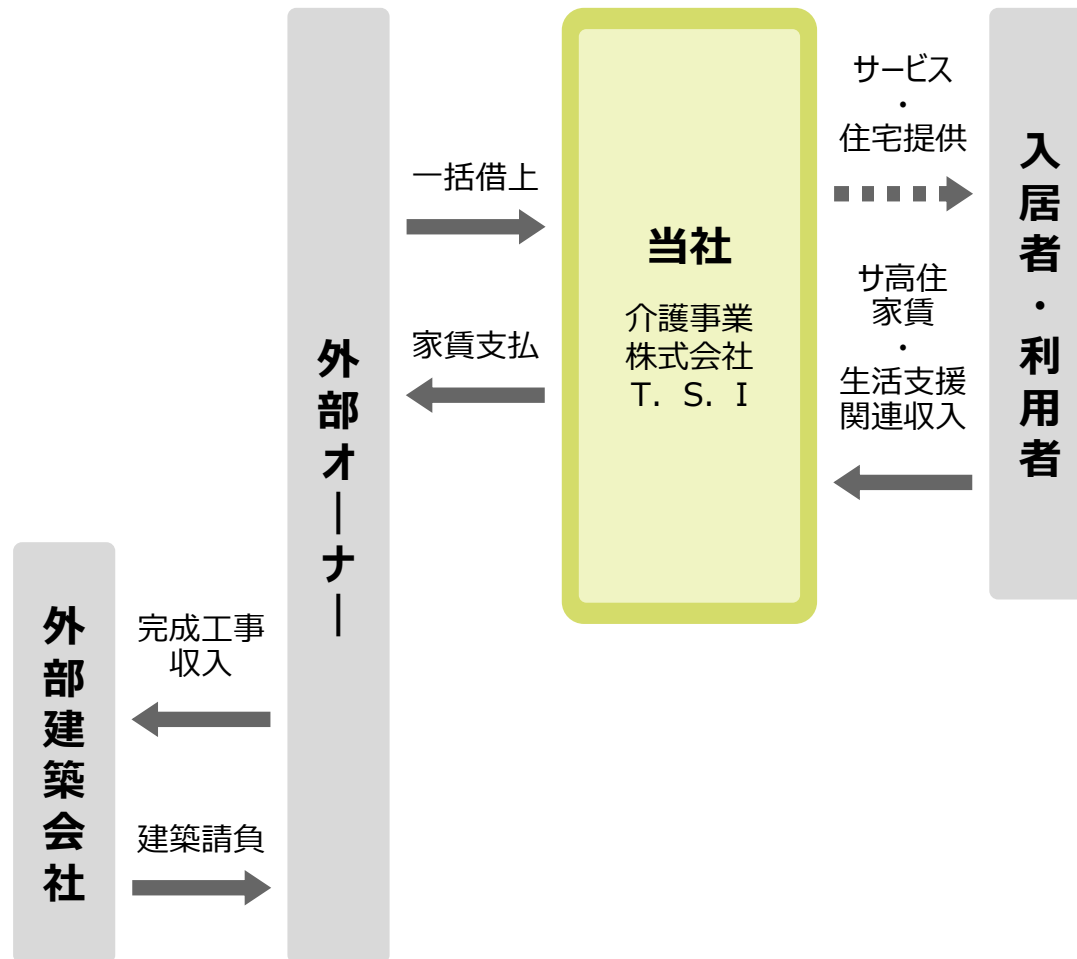 外部建築会社
完成工事
収入
建築請負
外部オーナー
一括借上
家賃支払
当社
介護事業
株式会社
T．S．I
サービス
・
住宅提供
サ高住
家賃
・
生活支援
関連収入
入居者・利用者